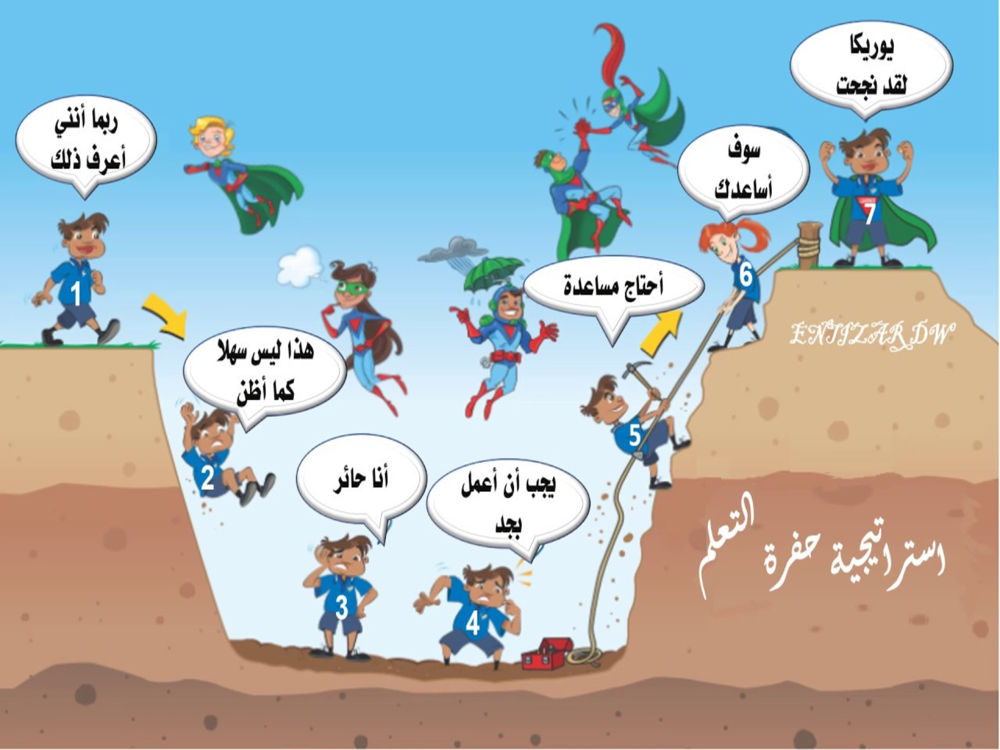 ربما أنني
أعرف ذلك
1
هذا ليس سهلا
كما أظن
2
أنا حائر
3
يجب أن أعمل
بجد
4
أحتاج مساعدة
5
سوف
أساعدك
6
يوريكا
لقد نجحت
7
ENTIZAR DW
استراتيجية حفرة التعلم